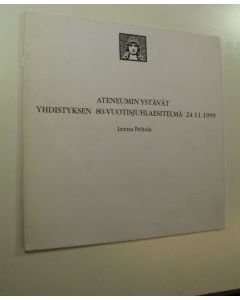 ATENEUMIN YSTÄVÄT
YHDISTYKSEN 80-VUOTISJUHLAESITELMÄ 24.11.1999
Leena Peltola